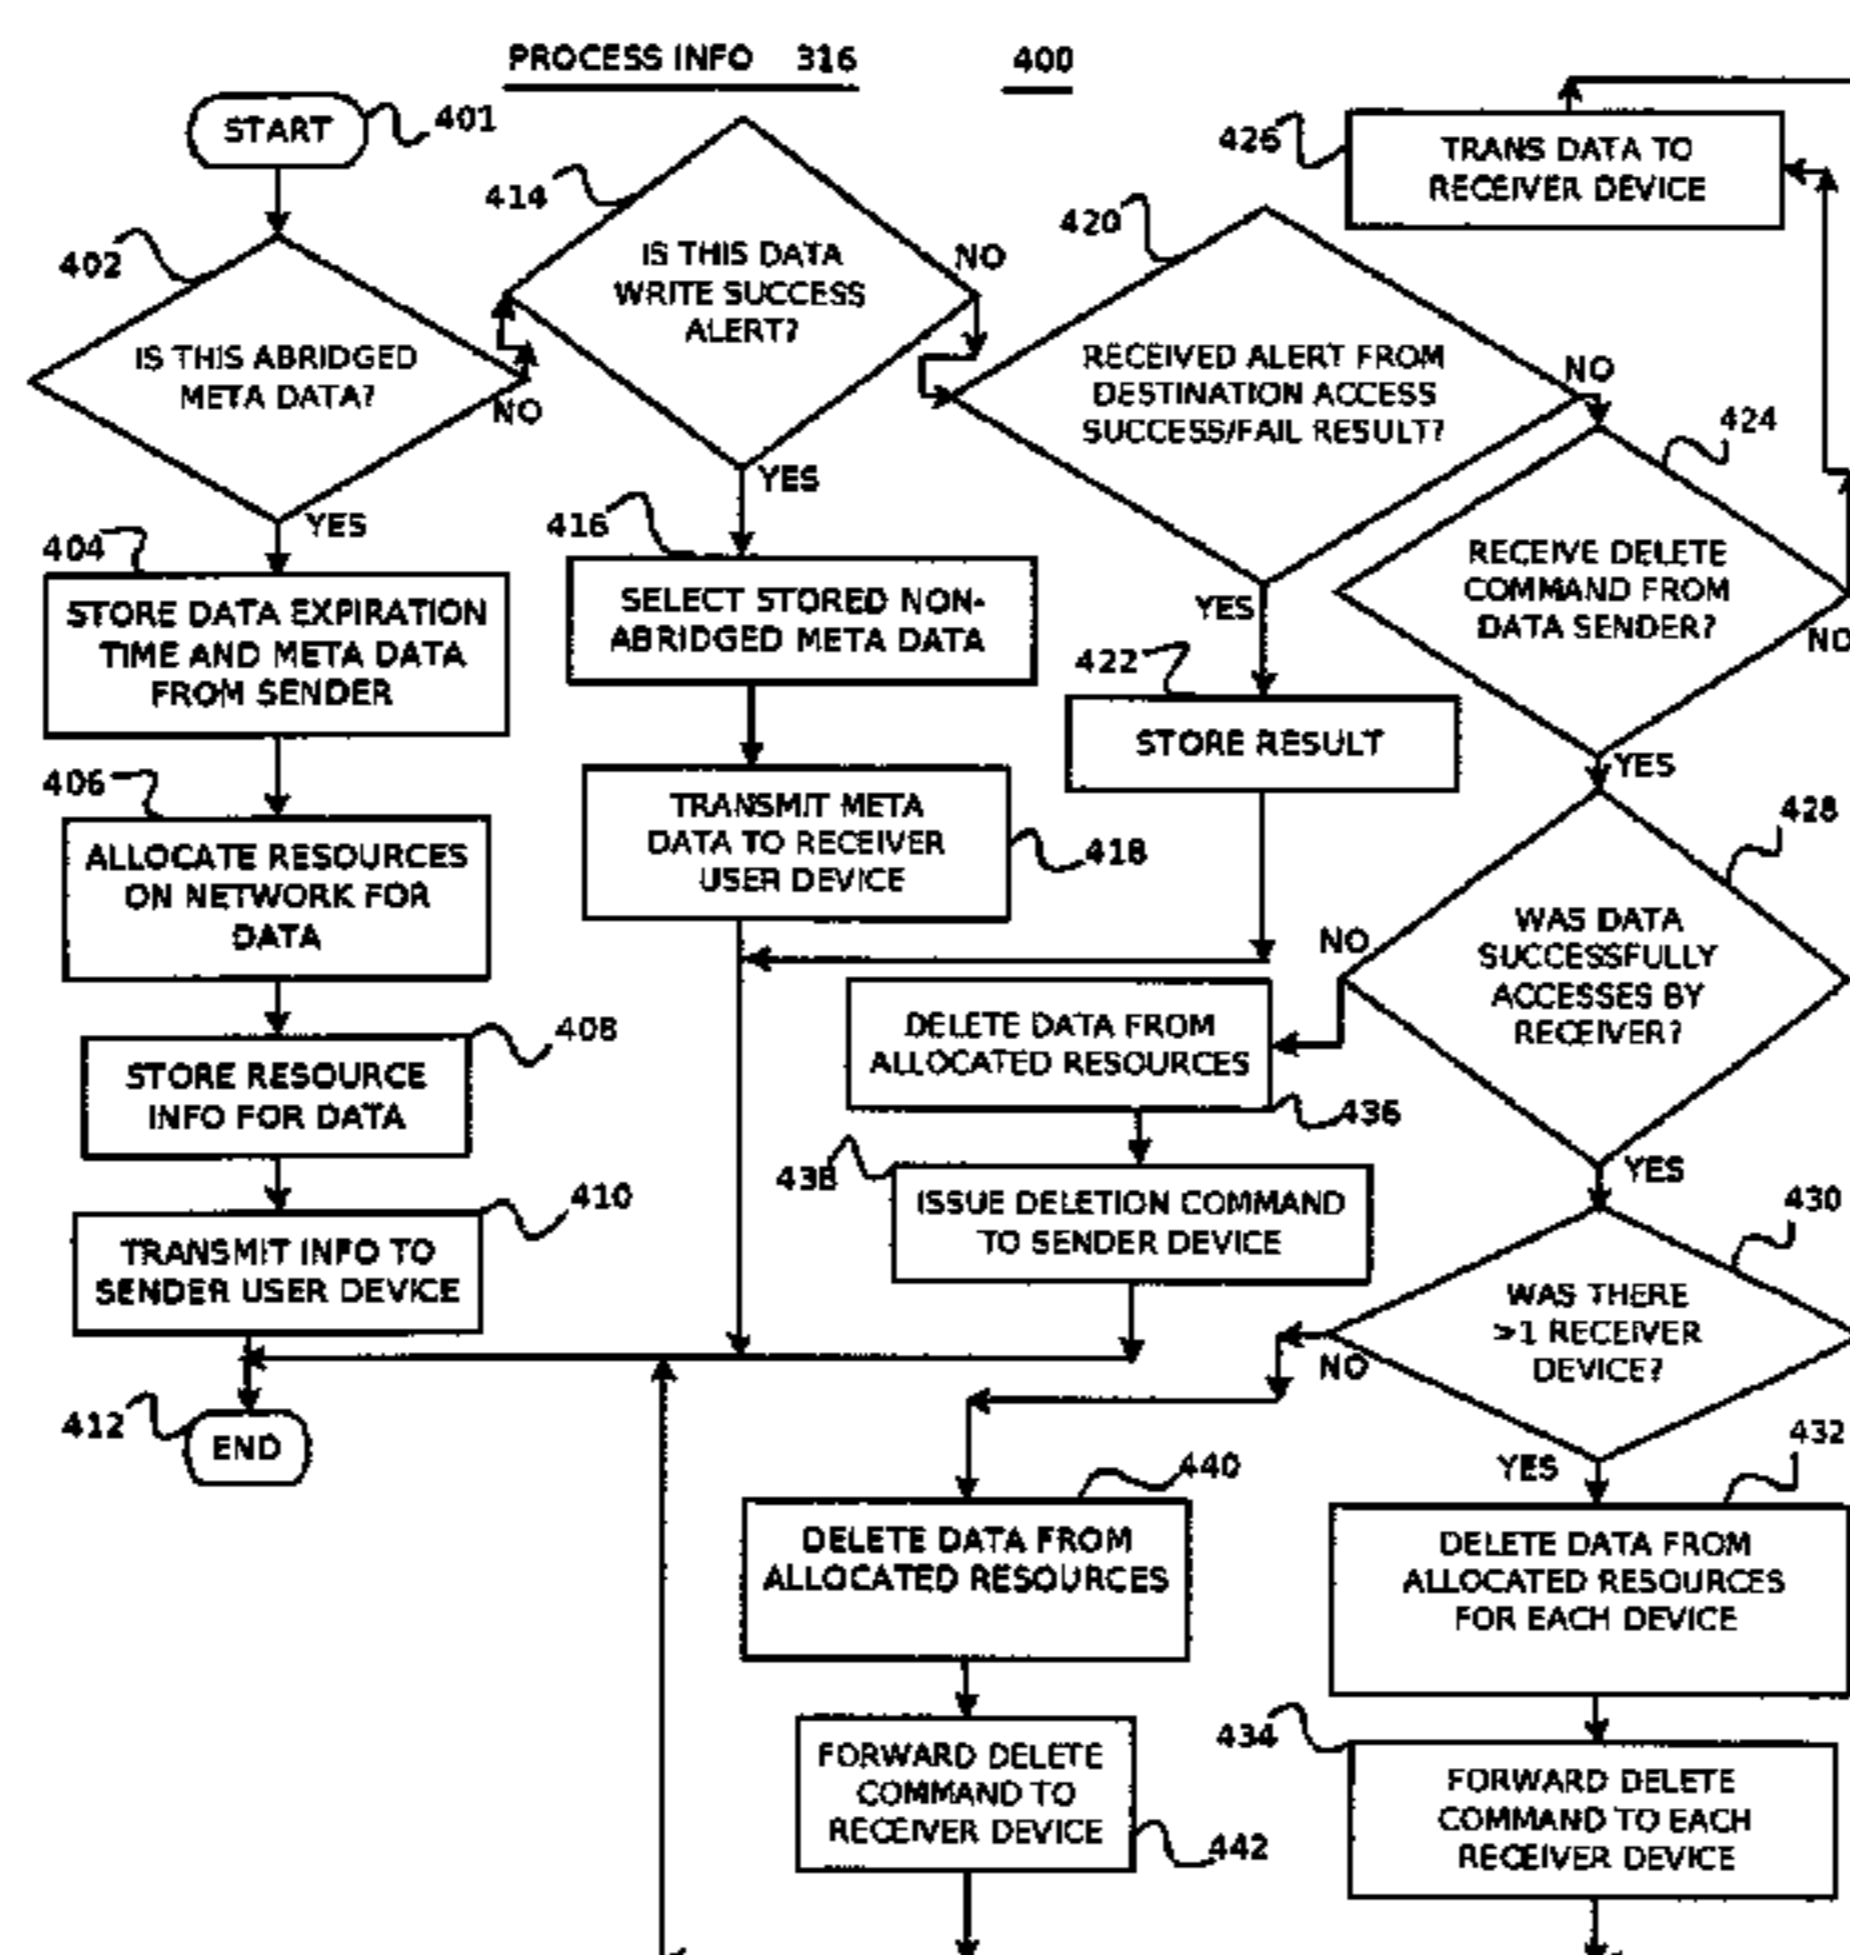 PROCESS INFO 316
400
START
401
402
IS THIS ABRIDGED
META DATA?
NO
YES
404
STORE DATA EXPIRATION
TIME AND META DATA
FROM SENDER
406
ALLOCATE RESOURCES
ON NETWORK FOR
DATA
408
STORE RESOURCE
INFO FOR DATA
410
TRANSMIT INFO TO
SENDER USER DEVICE
412
END
414
IS THIS DATA
WRITE SUCCESS
ALERT?
NO
YES
416
SELECT STORED NON-
ABRIDGED META DATA
TRANSMIT META
DATA TO RECEIVER
USER DEVICE
418
420
RECEIVED ALERT FROM
DESTINATION ACCESS
SUCCESS/FAIL RESULT?
NO
YES
422
STORE RESULT
424
RECEIVE DELETE
COMMAND FROM
DATA SENDER?
NO
YES
426
TRANS DATA TO
RECEIVER DEVICE
428
WAS DATA
SUCCESSFULLY
ACCESSES BY
RECEIVER?
NO
YES
DELETE DATA FROM
ALLOCATED RESOURCES
436
438
ISSUE DELETION COMMAND
TO SENDER DEVICE
430
WAS THERE
>1 RECEIVER
DEVICE?
NO
YES
432
DELETE DATA FROM
ALLOCATED RESOURCES
FOR EACH DEVICE
434
FORWARD DELETE
COMMAND TO EACH
RECEIVER DEVICE
440
DELETE DATA FROM
ALLOCATED RESOURCES
FORWARD DELETE
COMMAND TO
RECEIVER DEVICE
442